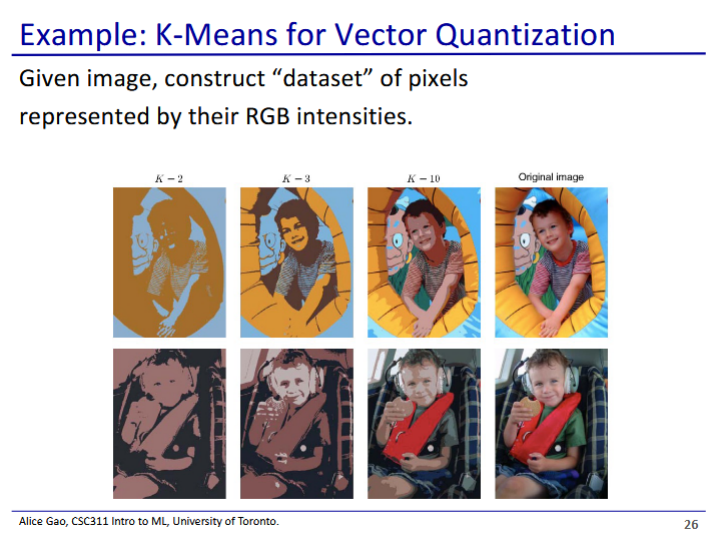 Example: K-Means for Vector Quantization
Given image, construct “dataset” of pixels
represented by their RGB intensities.
K − 2
K − 3
K − 10
Original image
Alice Gao, CSC311 Intro to ML, University of Toronto.
26